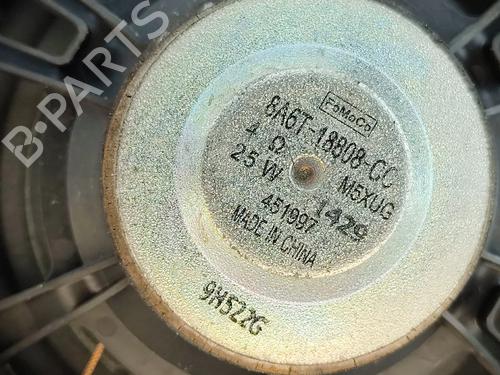 B-PARTS
FoMoCo
8A6T-18808-CC
4 Ω M5XUG
25 W 1429
451997
MADE IN CHINA
9H522G